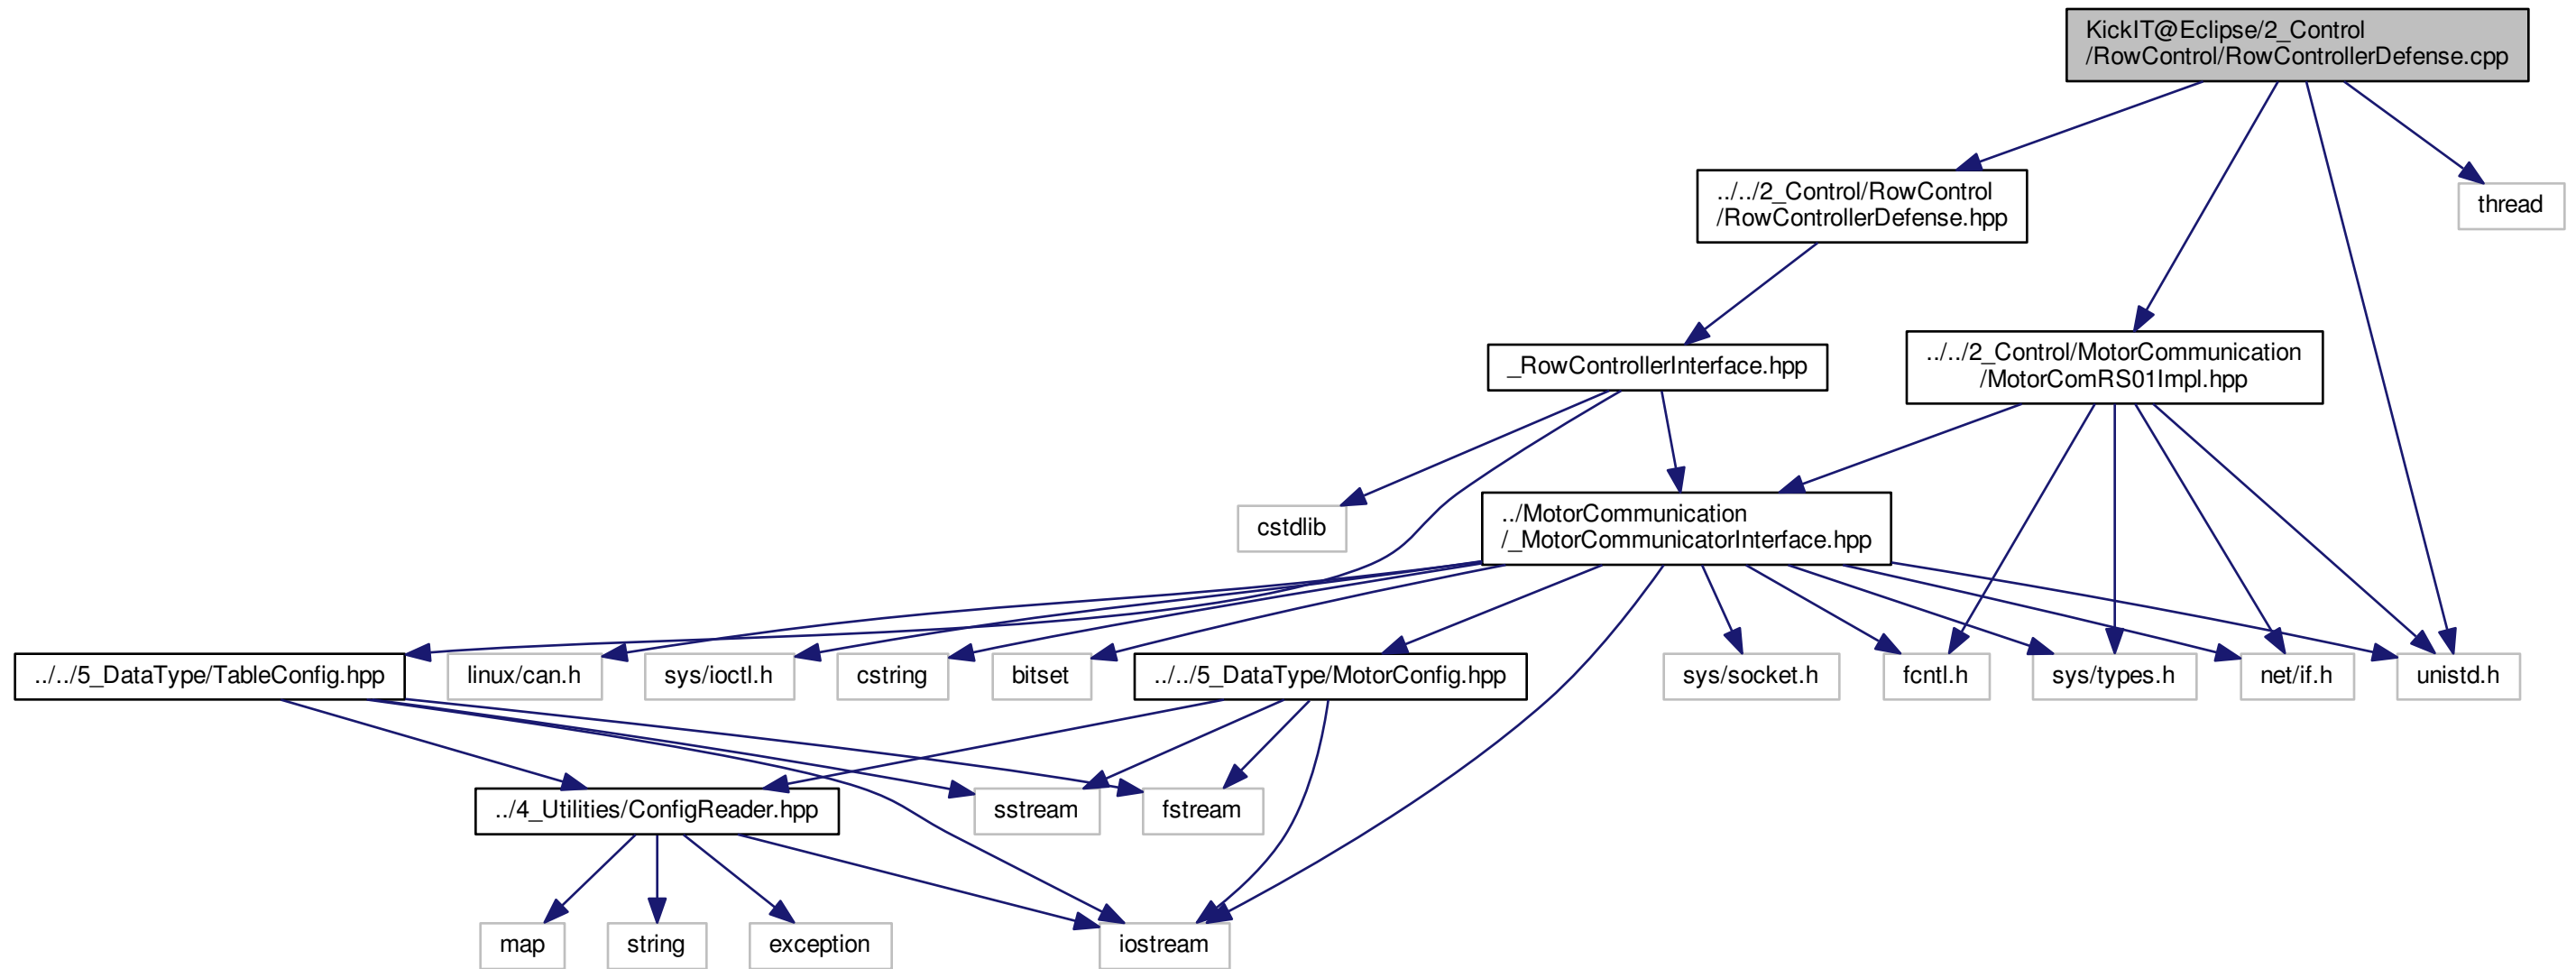 KickIT@Eclipse/2_Control
/RowControl/RowControllerDefense.cpp
../../2_Control/RowControl
/RowControllerDefense.hpp
thread
_RowControllerInterface.hpp
../../2_Control/MotorCommunication
/MotorComRS01Impl.hpp
cstdlib
../MotorCommunication
/_MotorCommunicatorInterface.hpp
../../5_DataType/TableConfig.hpp
linux/can.h
sys/ioctl.h
cstring
bitset
../../5_DataType/MotorConfig.hpp
sys/socket.h
fcntl.h
sys/types.h
net/if.h
unistd.h
../4_Utilities/ConfigReader.hpp
sstream
fstream
map
string
exception
iostream